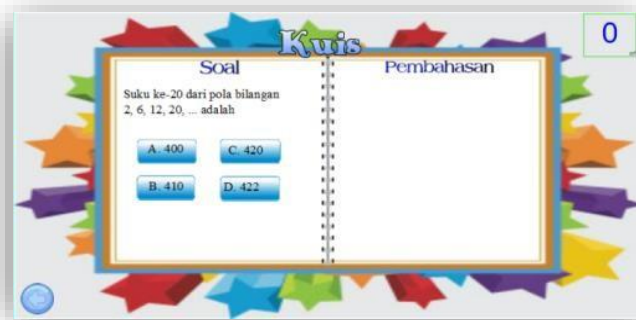 Kuis
0
Soal
Suku ke-20 dari pola bilangan
2, 6, 12, 20, ... adalah
A. 400
C. 420
B. 410
D. 422
Pembahasan